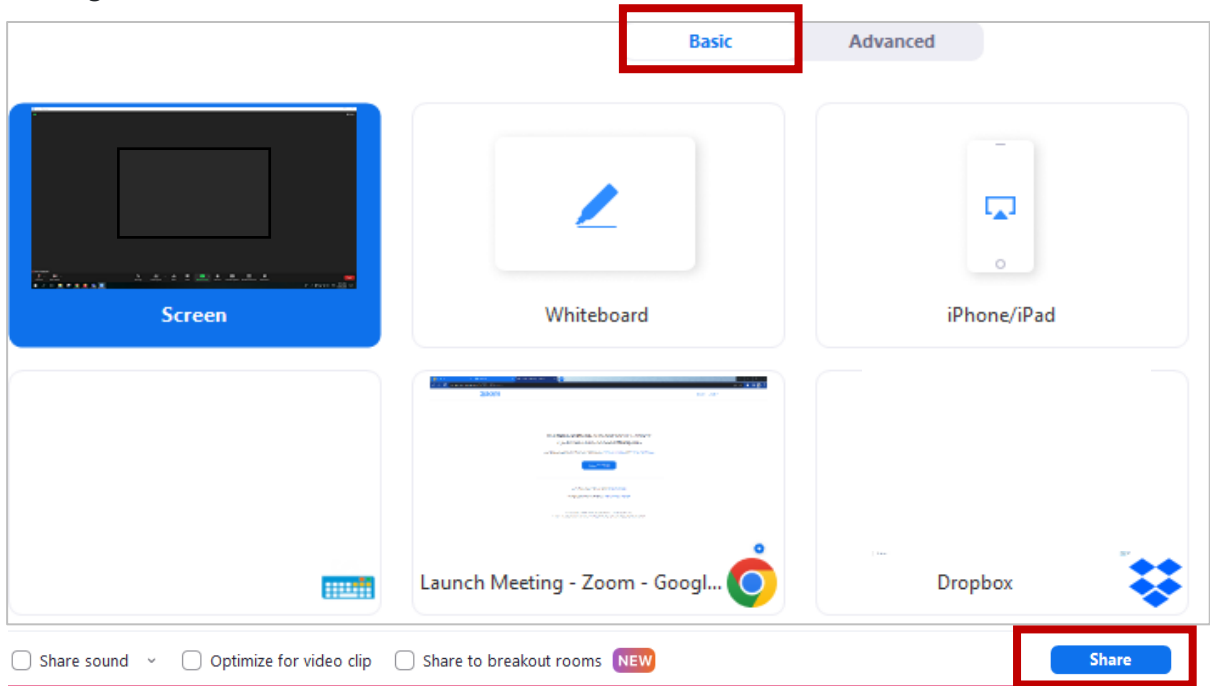 Basic Advanced
Screen Whiteboard iPhone/iPad
zoom
Launch Meeting - Zoom - Googl... Dropbox
Share sound Optimize for video clip Share to breakout rooms NEW Share